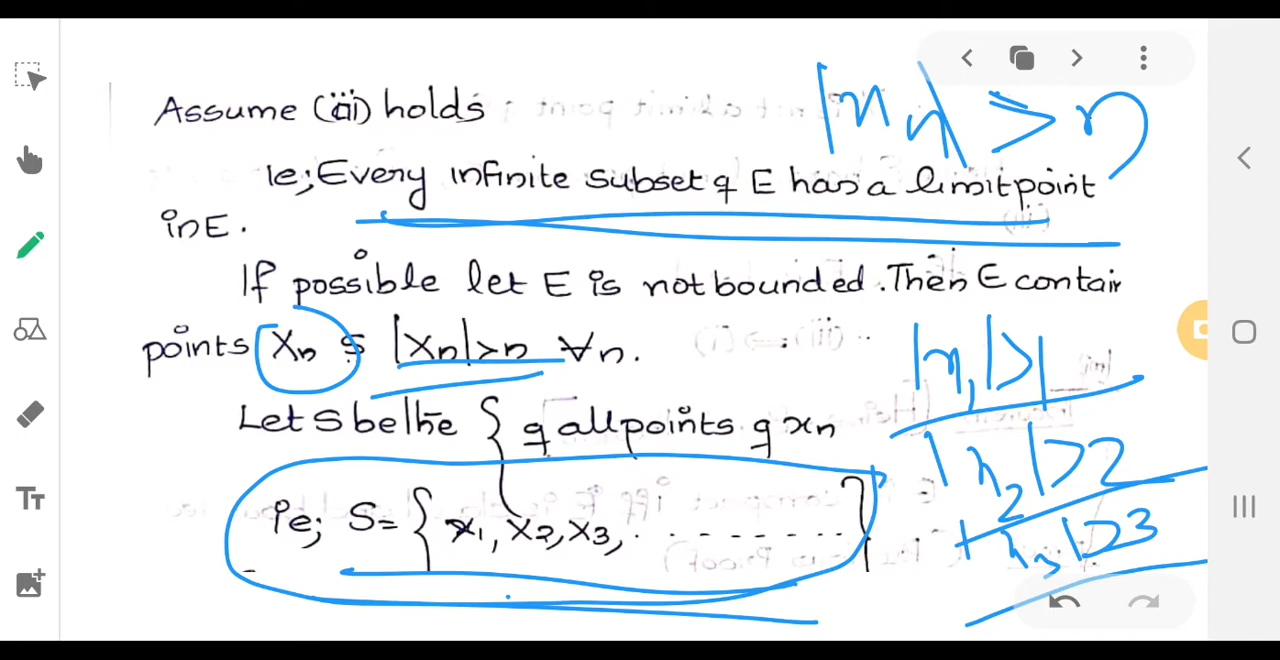 Assume (iii) holds
ie; Every infinite subset of E has a limit point
in E.
If possible let E is not bounded. Then E contain
points Xn ∋ |Xn| > n ∀n.
Let S be the { of all points of xn
ie; S = { x1, x2, x3, . - - - - - - - }
|xn| > n
|x1| > 1
|x2| > 2
|x3| > 3
TT